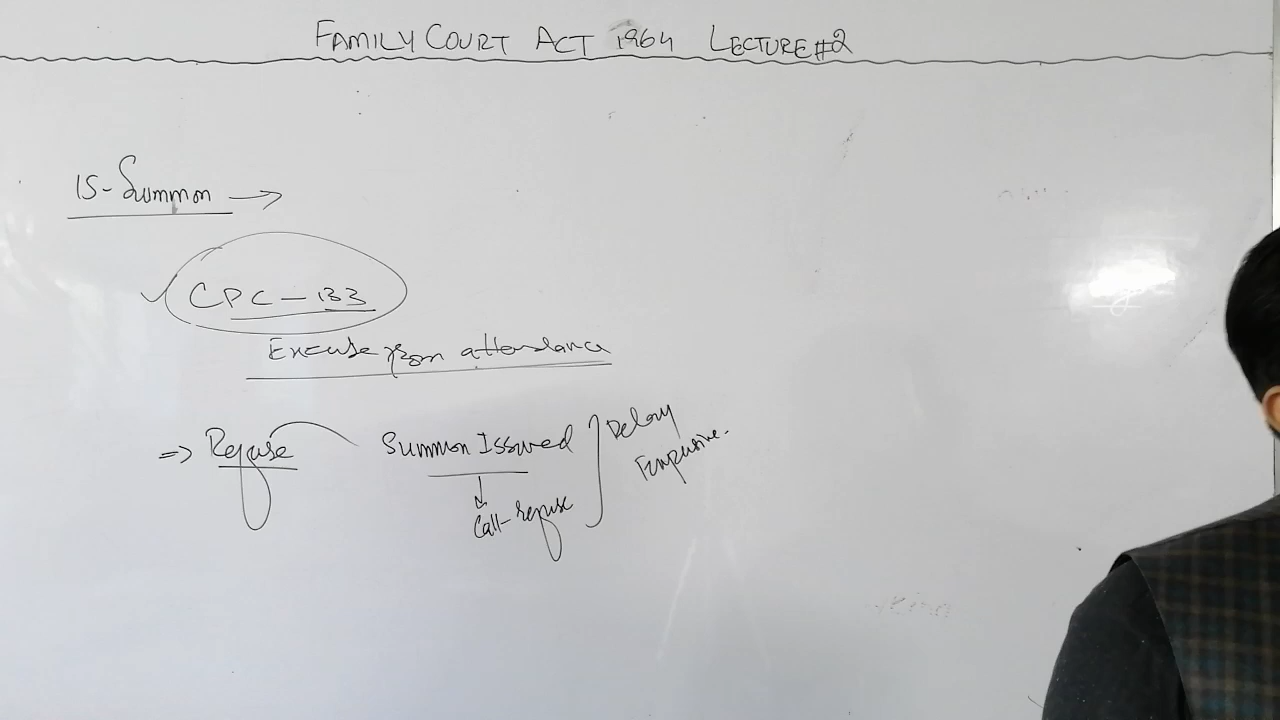 FAMILY COURT ACT 1964 LECTURE#2
15-Summon →
✓ CPC - 133
Excuse from attendance
⇒ Refuse Summon Issued Delay
Expensive.
↓
Call-refuse